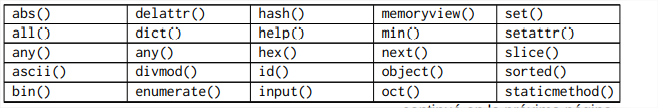 abs() delattr() hash() memoryview() set()
all() dict() help() min() setattr()
any() any() hex() next() slice()
ascii() divmod() id() object() sorted()
bin() enumerate() input() oct() staticmethod()